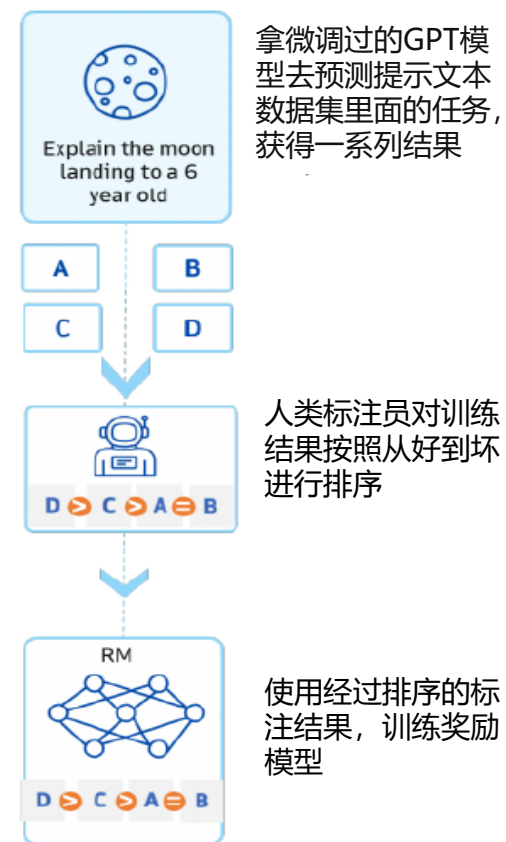 拿微调过的GPT模
型去预测提示文本
数据集里面的任务，
获得一系列结果
Explain the moon
landing to a 6
year old
A
B
C
D
人类标注员对训练
结果按照从好到坏
进行排序
D > C > A = B
RM
使用经过排序的标
注结果，训练奖励
模型
D > C > A = B